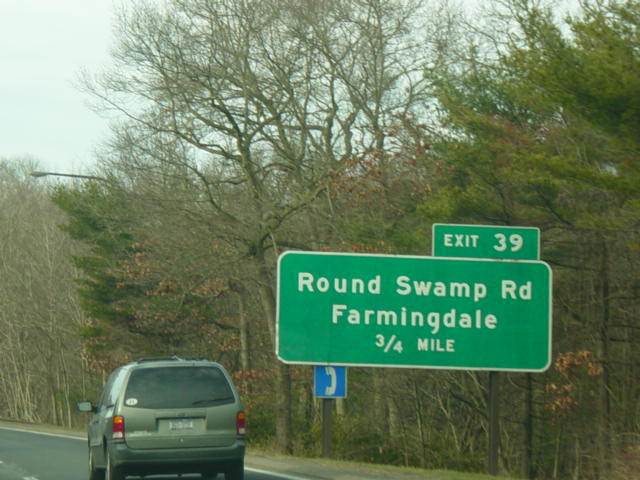 EXIT 39
Round Swamp Rd
Farmingdale
3/4 MILE